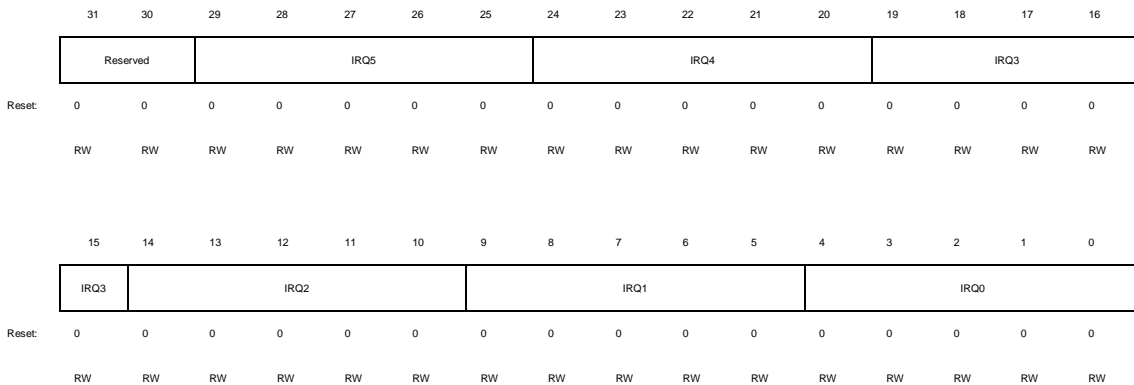 31 30 29 28 27 26 25 24 23 22 21 20 19 18 17 16
Reserved IRQ5 IRQ4 IRQ3
Reset: 0 0 0 0 0 0 0 0 0 0 0 0 0 0 0 0
RW RW RW RW RW RW RW RW RW RW RW RW RW RW RW RW
15 14 13 12 11 10 9 8 7 6 5 4 3 2 1 0
IRQ3 IRQ2 IRQ1 IRQ0
Reset: 0 0 0 0 0 0 0 0 0 0 0 0 0 0 0 0
RW RW RW RW RW RW RW RW RW RW RW RW RW RW RW RW